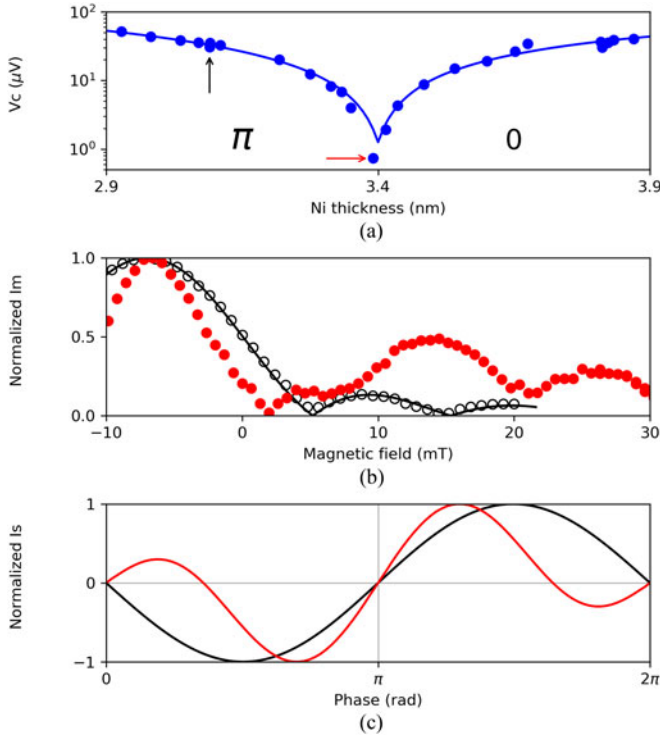 10²
10¹
10⁰
Vc (μV)
π
0
2.9
3.4
3.9
Ni thickness (nm)
(a)
1.0
0.5
0.0
Normalized Im
−10
0
10
20
30
Magnetic field (mT)
(b)
1
0
−1
Normalized Is
0
π
2π
Phase (rad)
(c)